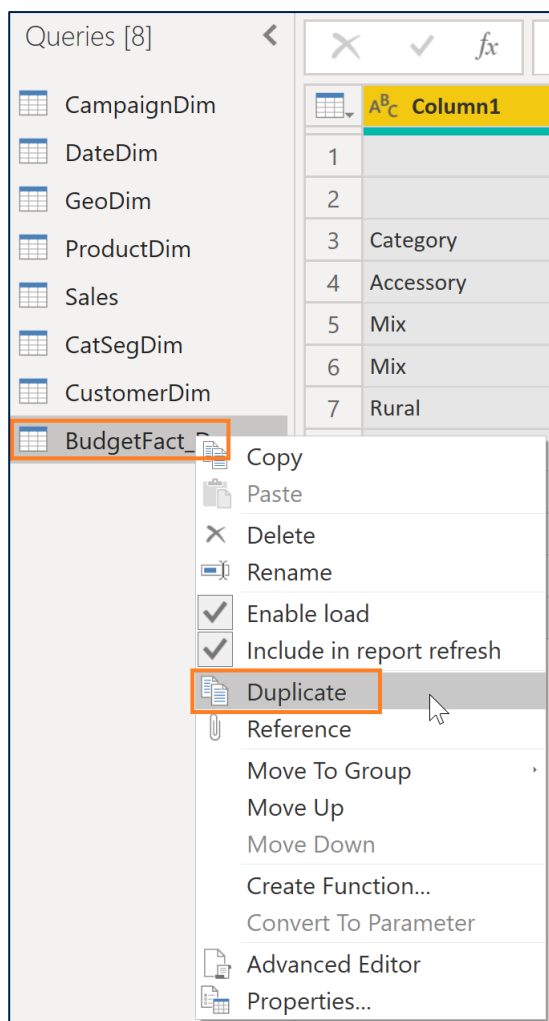 Queries [8]
CampaignDim
DateDim
GeoDim
ProductDim
Sales
CatSegDim
CustomerDim
BudgetFact_
fx
ABC Column1
1
2
3 Category
4 Accessory
5 Mix
6 Mix
7 Rural
Copy
Paste
Delete
Rename
Enable load
Include in report refresh
Duplicate
Reference
Move To Group
Move Up
Move Down
Create Function...
Convert To Parameter
Advanced Editor
Properties...